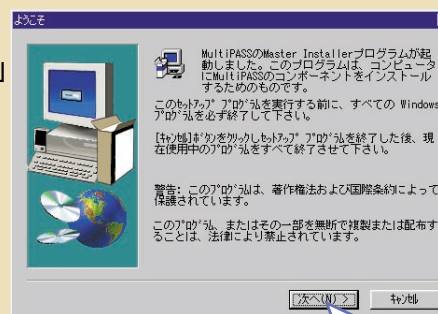 ようこそ
」
MultiPASSのMaster Installerプログラムが起
動しました。このプログラムは、コンピュータ
にMultiPASSのコンポーネントをインストール
するためのものです。
このセットアップ プログラムを実行する前に、すべての Windows
プログラムを必ず終了して下さい。
[キャンセル]ボタンをクリックしセットアップ プログラムを終了した後、現
在使用中のプログラムをすべて終了させて下さい。
警告: このプログラムは、著作権法および国際条約によって
保護されています。
このプログラム、またはその一部を無断で複製または配布す
ることは、法律により禁止されています。
次へ(N) >
キャンセル